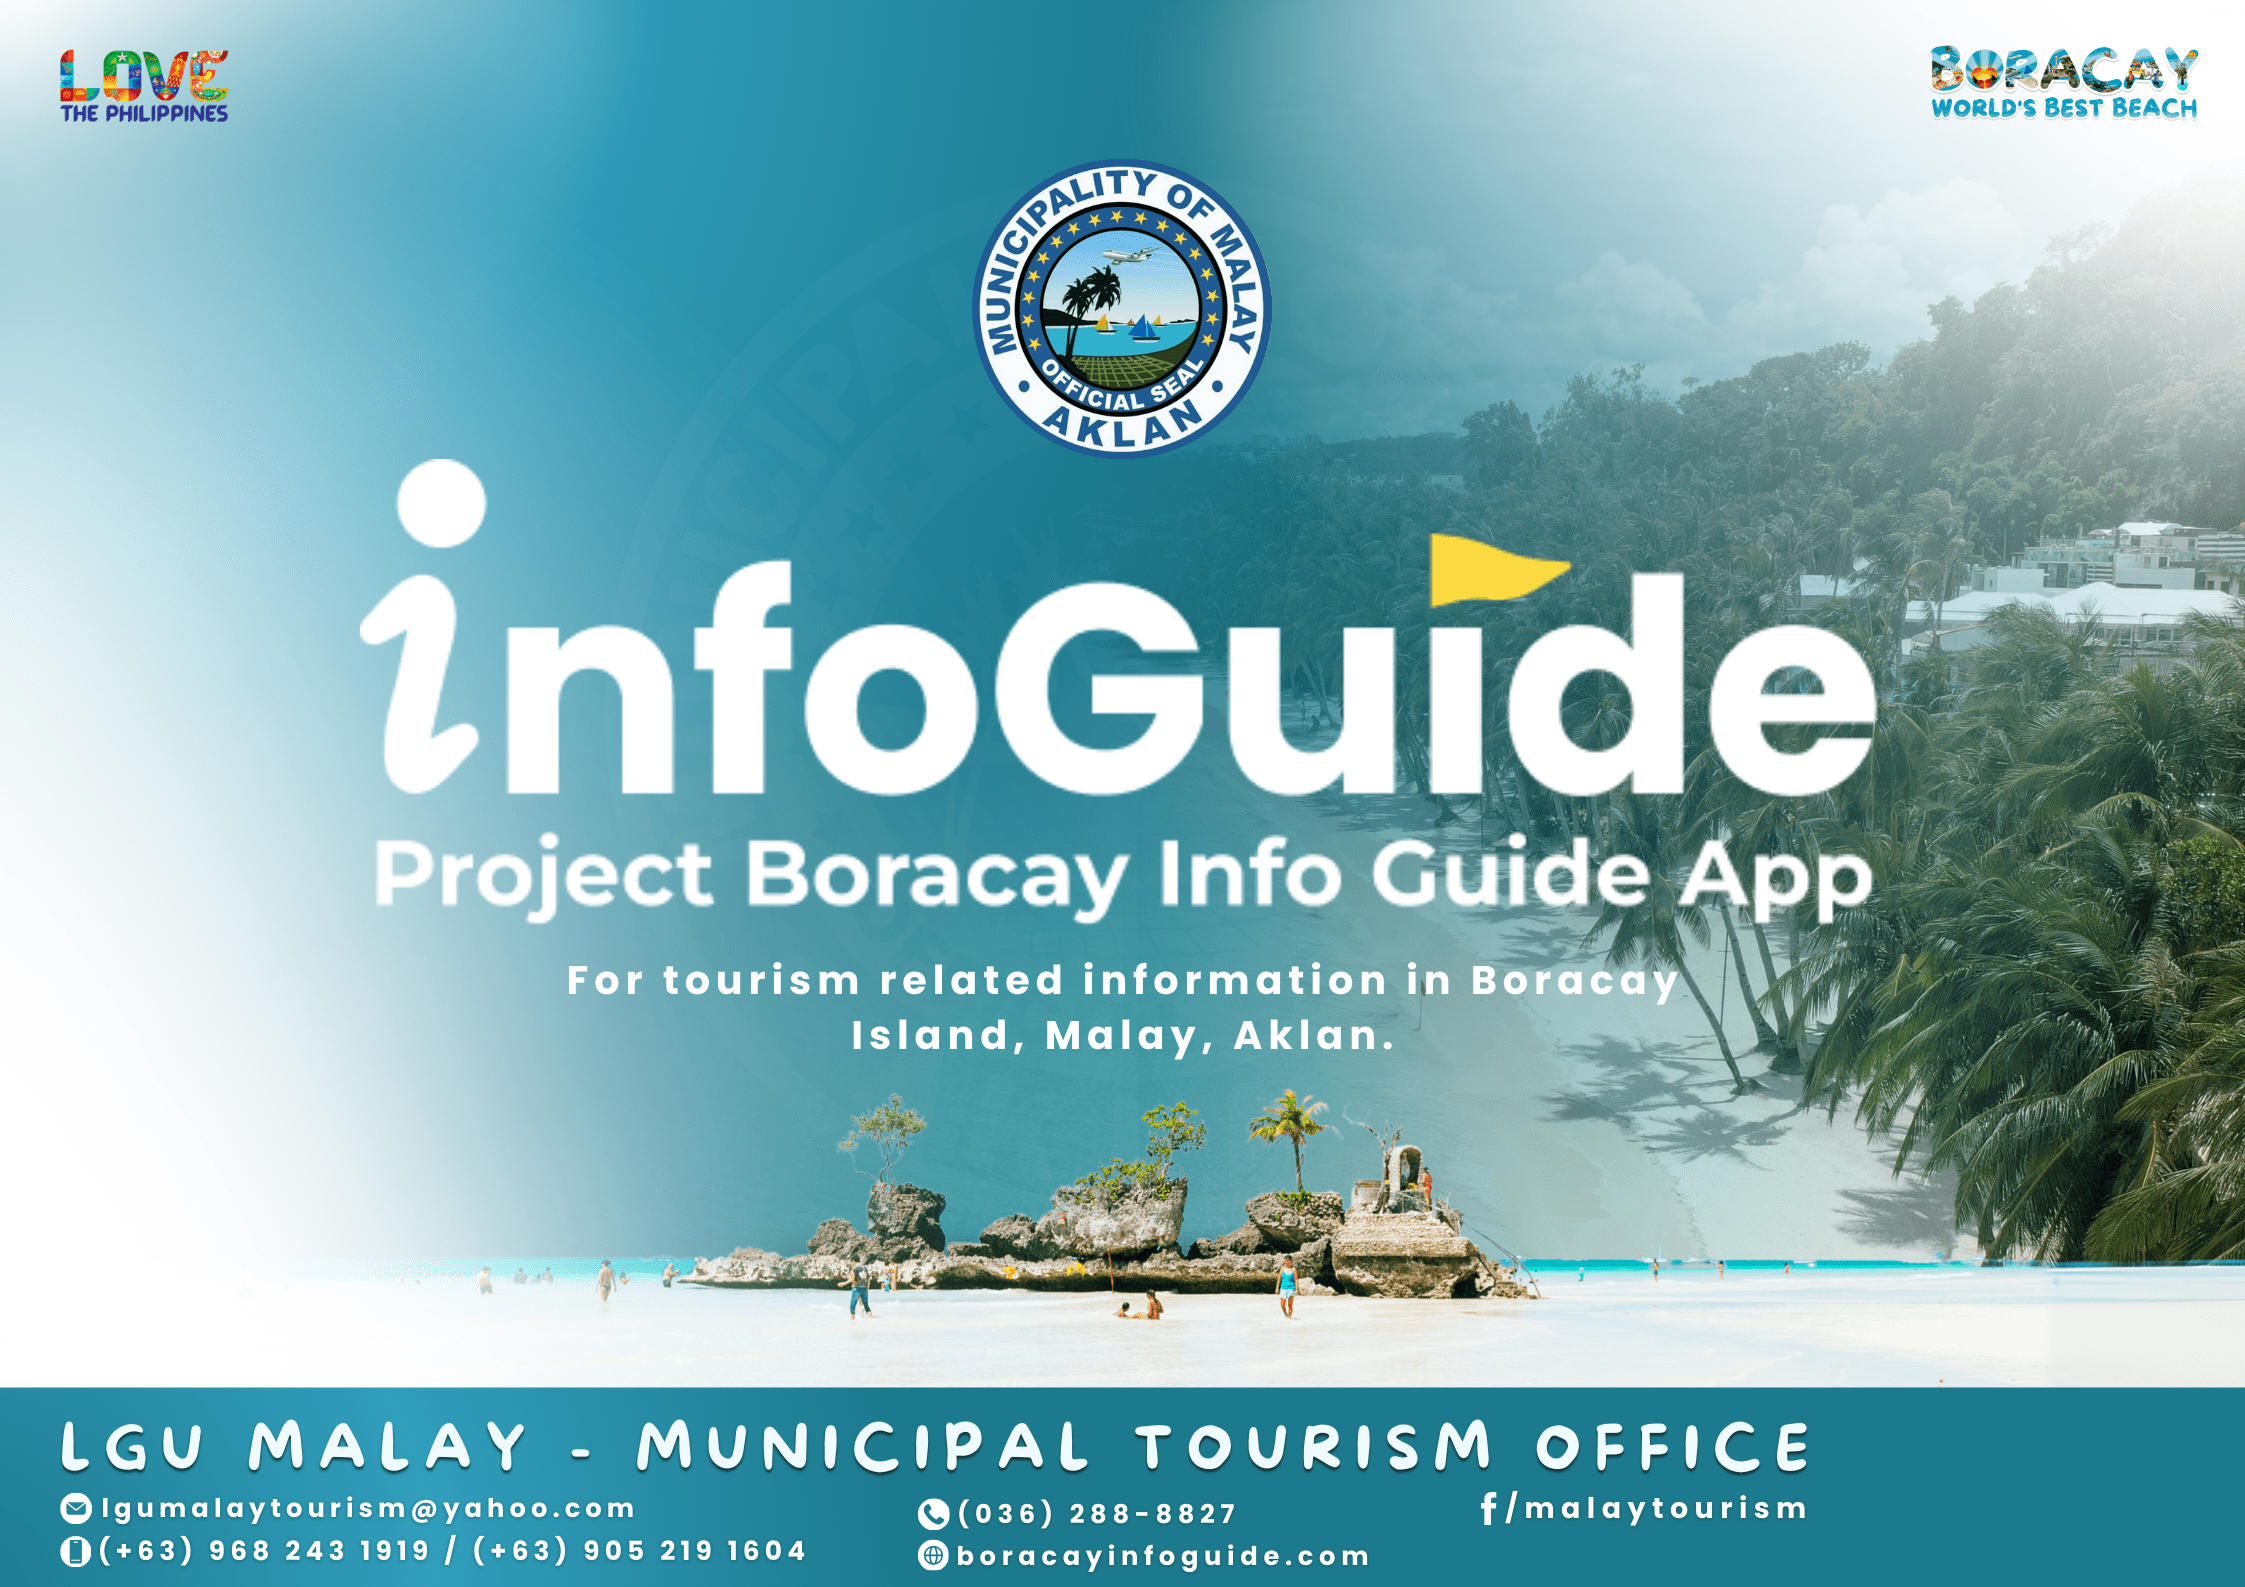 LOVE
THE PHILIPPINES
BORACAY
WORLD'S BEST BEACH
MUNICIPALITY OF MALAY
OFFICIAL SEAL
AKLAN
infoGuide
Project Boracay Info Guide App
For tourism related information in Boracay
Island, Malay, Aklan.
LGU MALAY - MUNICIPAL TOURISM OFFICE
lgumalaytourism@yahoo.com
(+63) 968 243 1919 / (+63) 905 219 1604
(036) 288-8827
boracayinfoguide.com
f/malaytourism